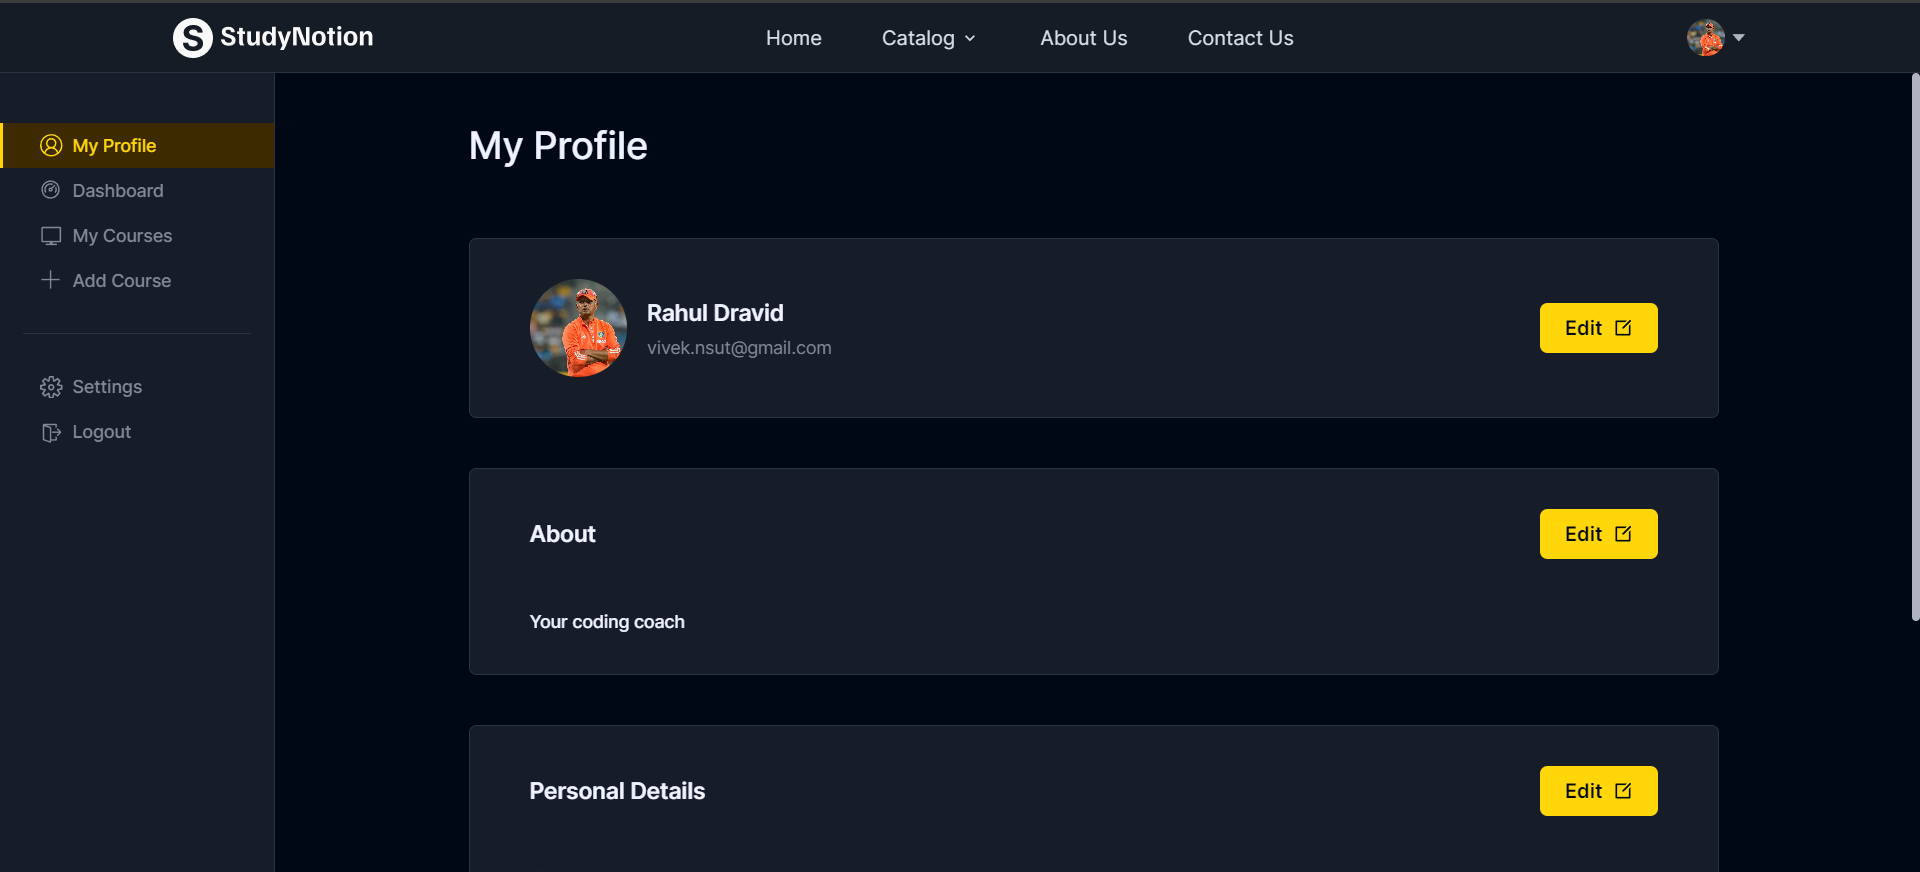 StudyNotion
Home
Catalog
About Us
Contact Us
My Profile
Dashboard
My Courses
Add Course
Settings
Logout
My Profile
Rahul Dravid
vivek.nsut@gmail.com
Edit
About
Edit
Your coding coach
Personal Details
Edit